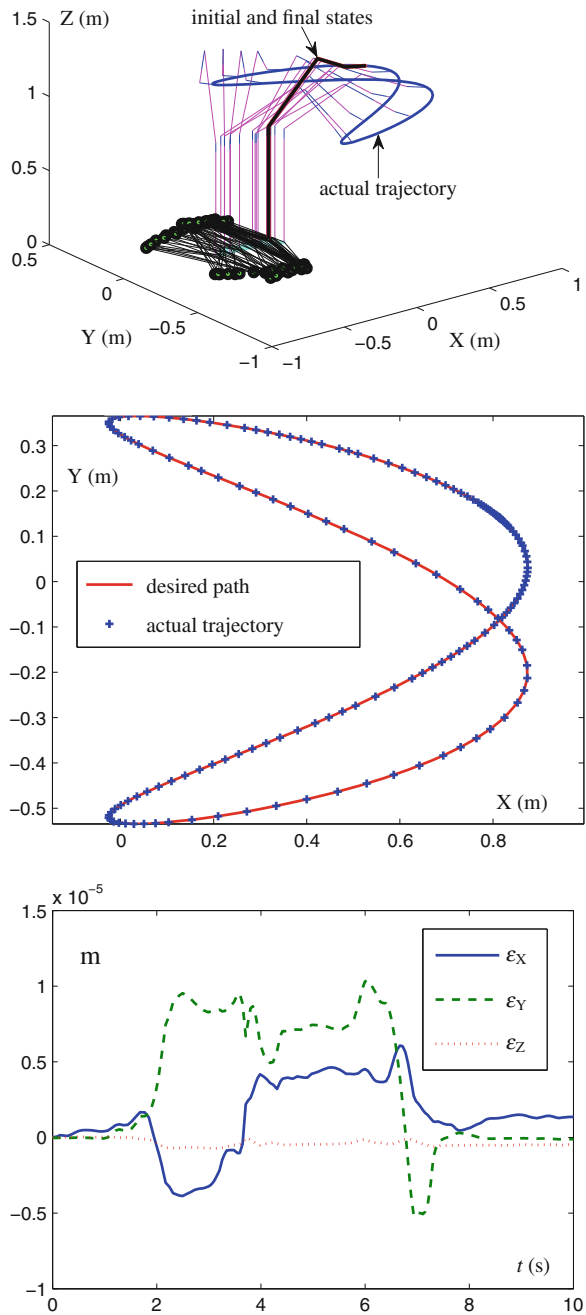 Z (m)
initial and final states
1.5
1
0.5
0
0.5
0
−0.5
−1
Y (m)
actual trajectory
1
0.5
0
−0.5
−1
X (m)
0.3
0.2
0.1
0
−0.1
−0.2
−0.3
−0.4
−0.5
Y (m)
desired path
actual trajectory
X (m)
0 0.2 0.4 0.6 0.8
x 10⁻⁵
1.5
1
0.5
0
−0.5
−1
m
εX
εY
εZ
t (s)
0 2 4 6 8 10